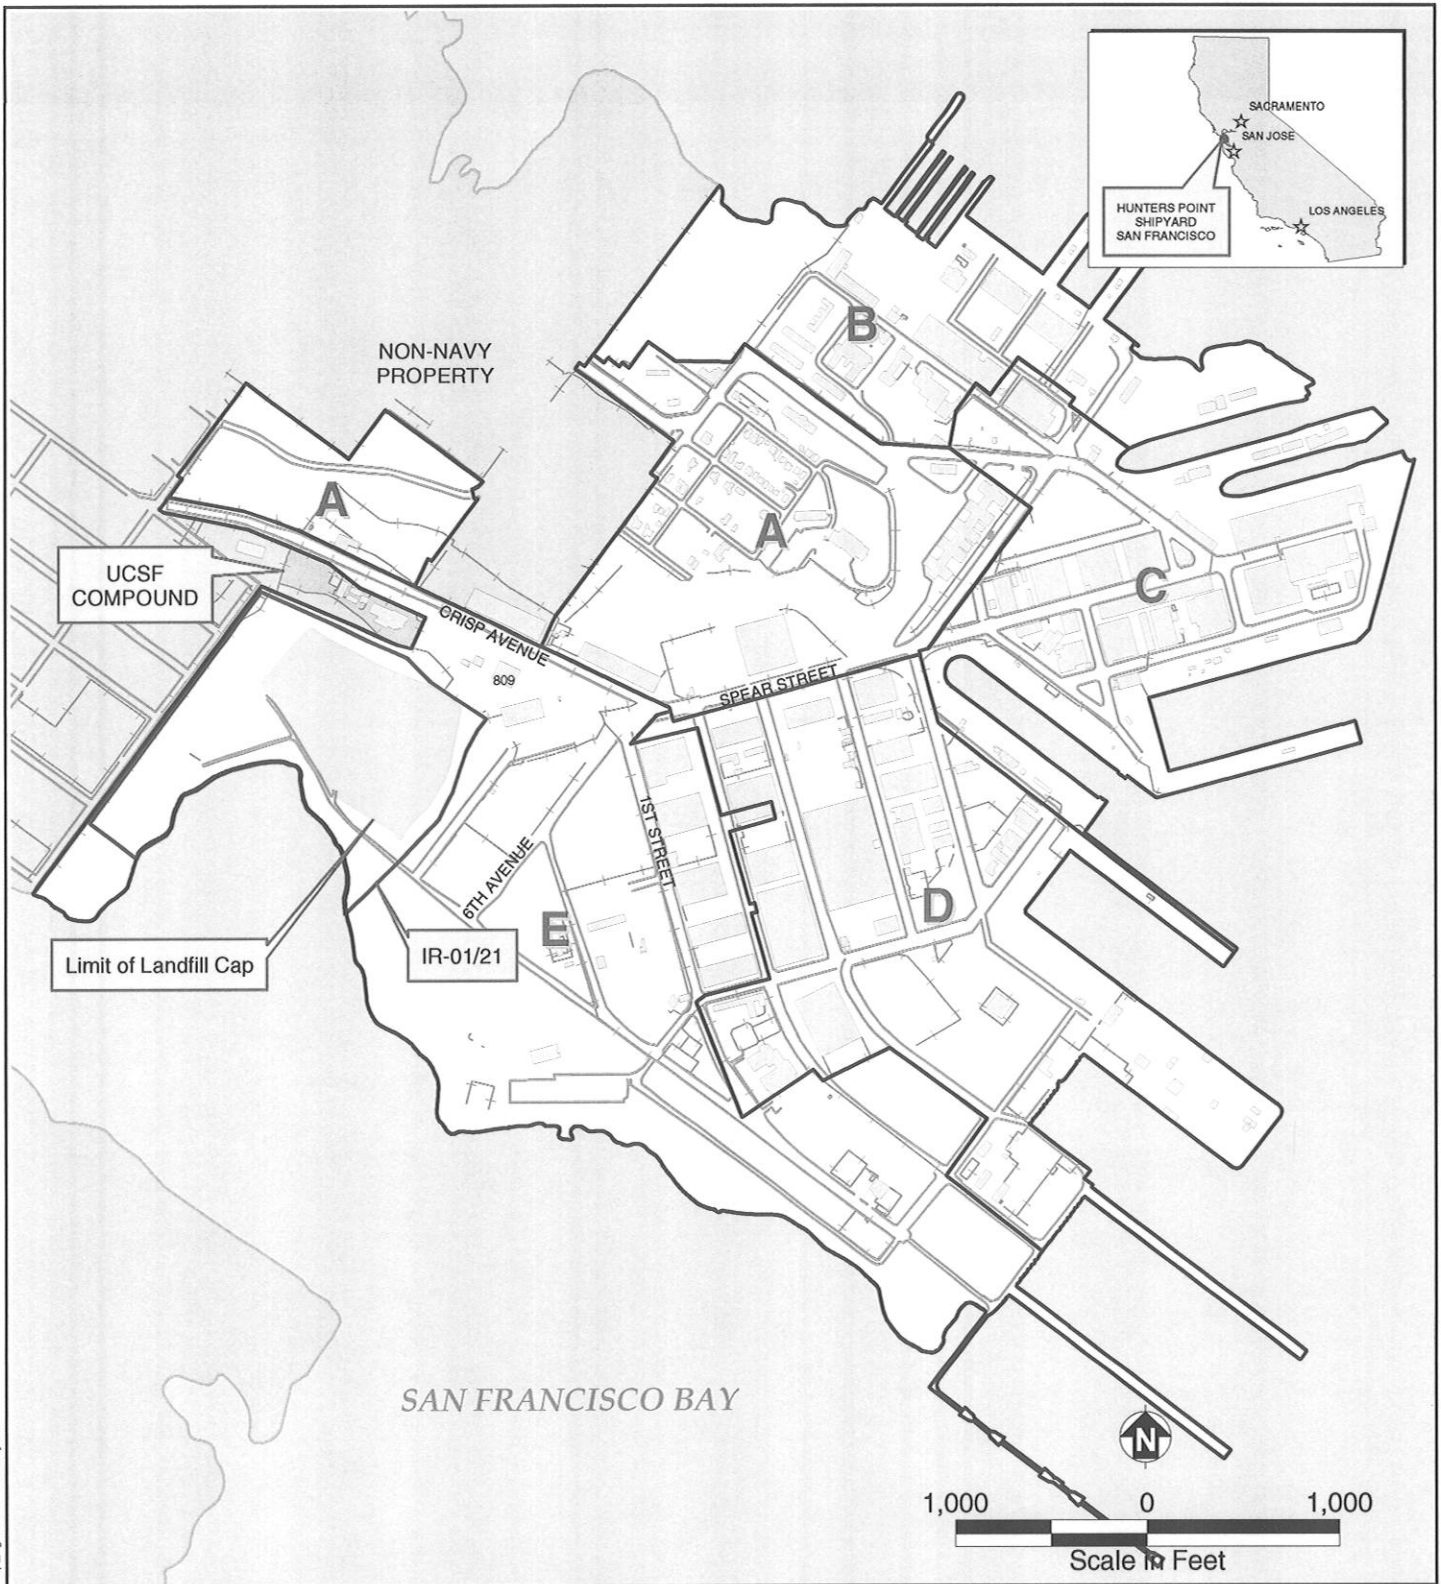 SACRAMENTO
SAN JOSE
HUNTERS POINT
SHIPYARD
SAN FRANCISCO
LOS ANGELES
B
NON-NAVY
PROPERTY
A
A
UCSF
COMPOUND
C
CRISP AVENUE
809
SPEAR STREET
1ST STREET
6TH AVENUE
D
E
Limit of Landfill Cap
IR-01/21
SAN FRANCISCO BAY
N
1,000 0 1,000
Scale in Feet